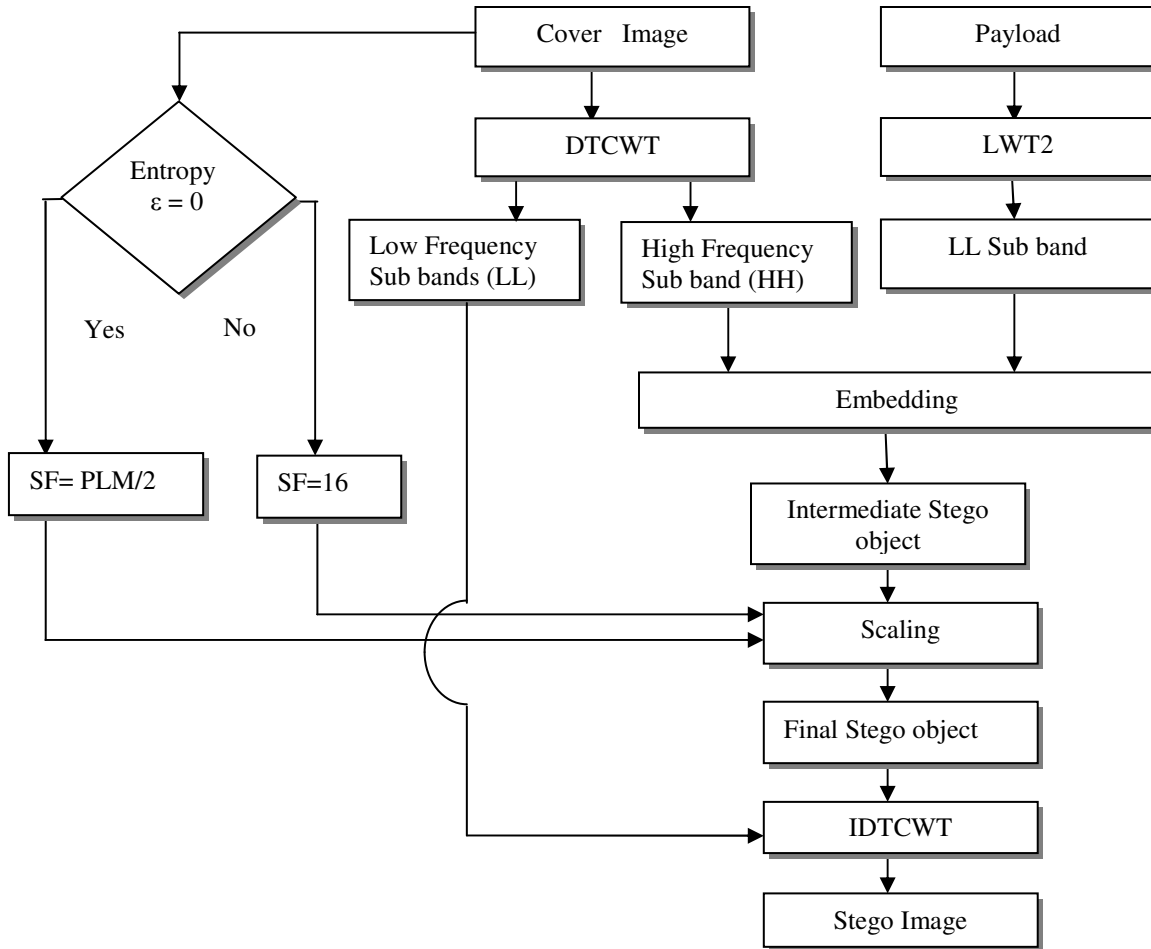 Cover Image
Payload
DTCWT
LWT2
Entropy
ε = 0
Low Frequency
Sub bands (LL)
High Frequency
Sub band (HH)
LL Sub band
Yes
No
Embedding
SF= PLM/2
SF=16
Intermediate Stego
object
Scaling
Final Stego object
IDTCWT
Stego Image